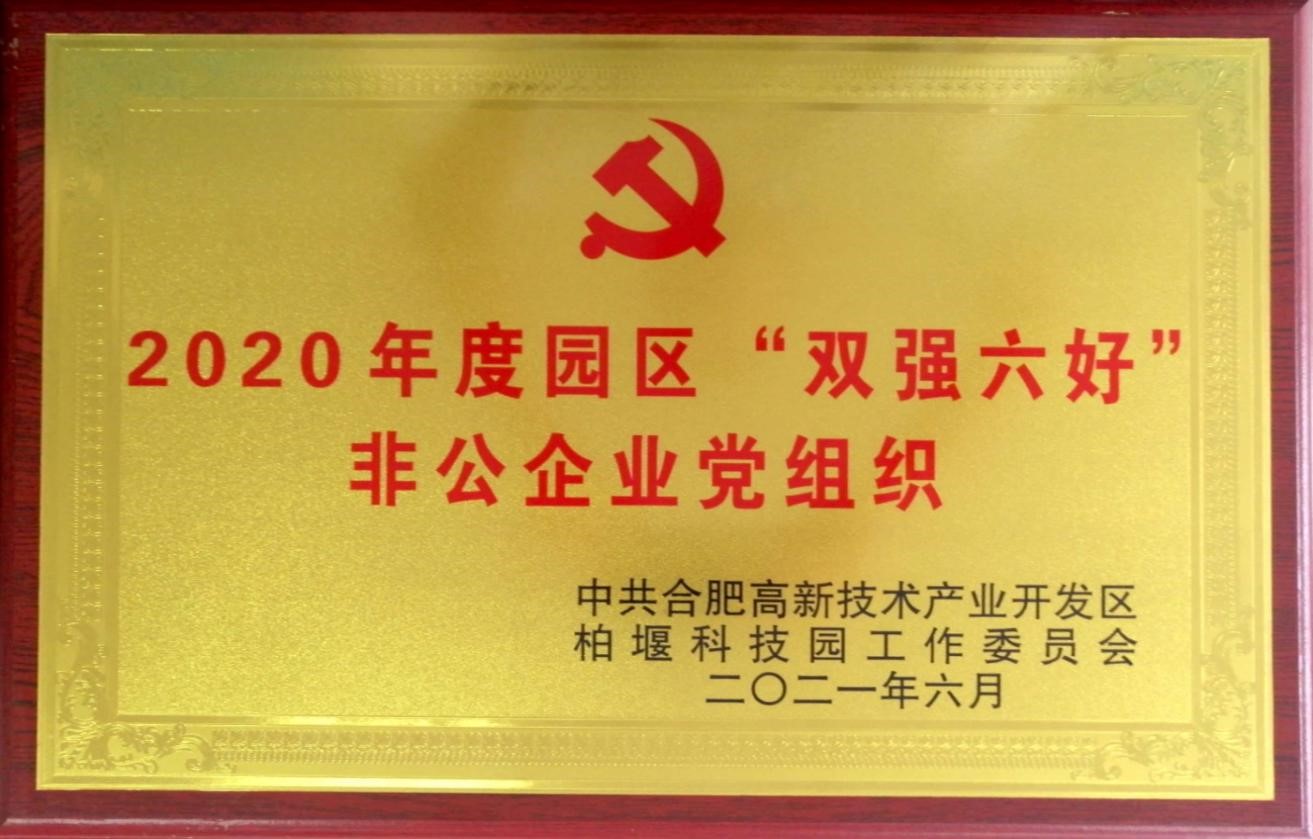 2020年度园区“双强六好”
非公企业党组织
中共合肥高新技术产业开发区
柏堰科技园工作委员会
二〇二一年六月